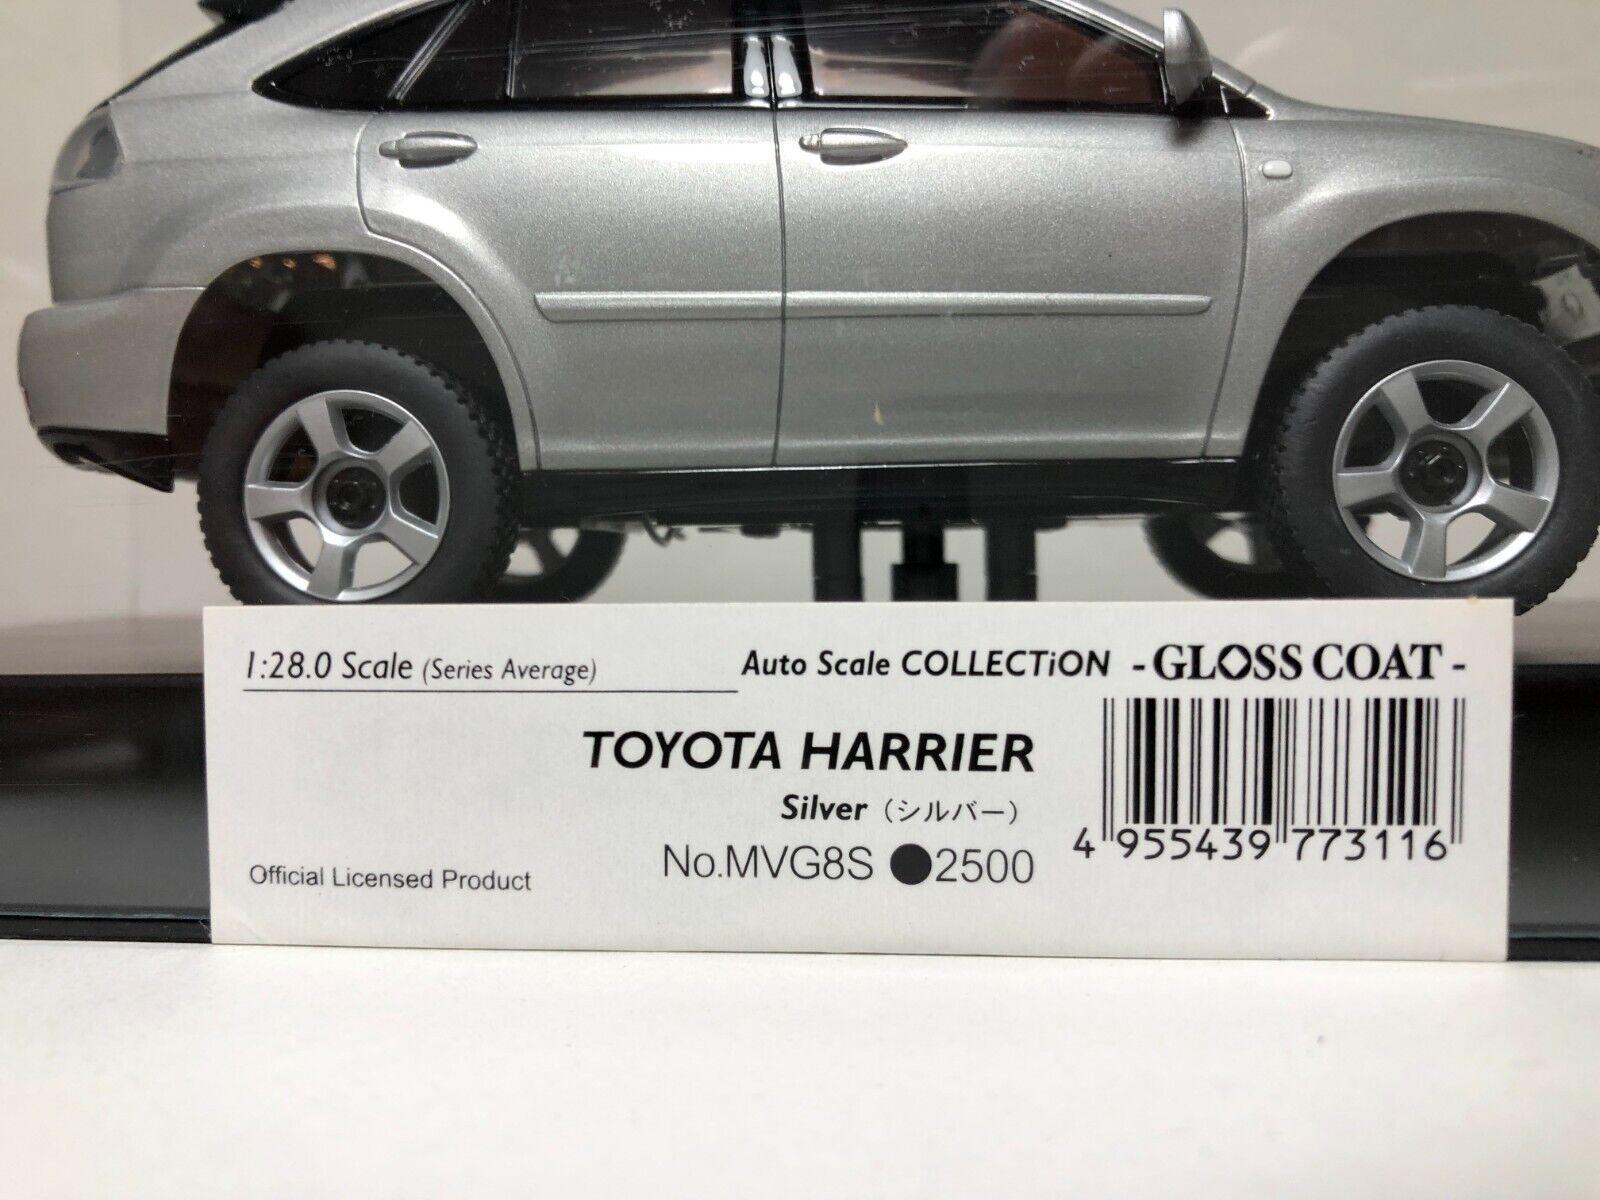 1:28.0 Scale (Series Average)
Auto Scale COLLECTiON -GLOSS COAT-
TOYOTA HARRIER
Silver (シルバー)
No.MVG8S ●2500
Official Licensed Product
4 955439 773116